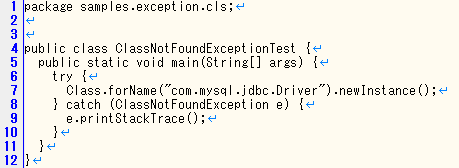 1 package samples.exception.cls;↵
2 ↵
3 ↵
4 public class ClassNotFoundExceptionTest {↵
5   public static void main(String[] args) {↵
6     try {↵
7       Class.forName("com.mysql.jdbc.Driver").newInstance();↵
8     } catch (ClassNotFoundException e) {↵
9       e.printStackTrace();↵
10     }↵
11   }↵
12 }